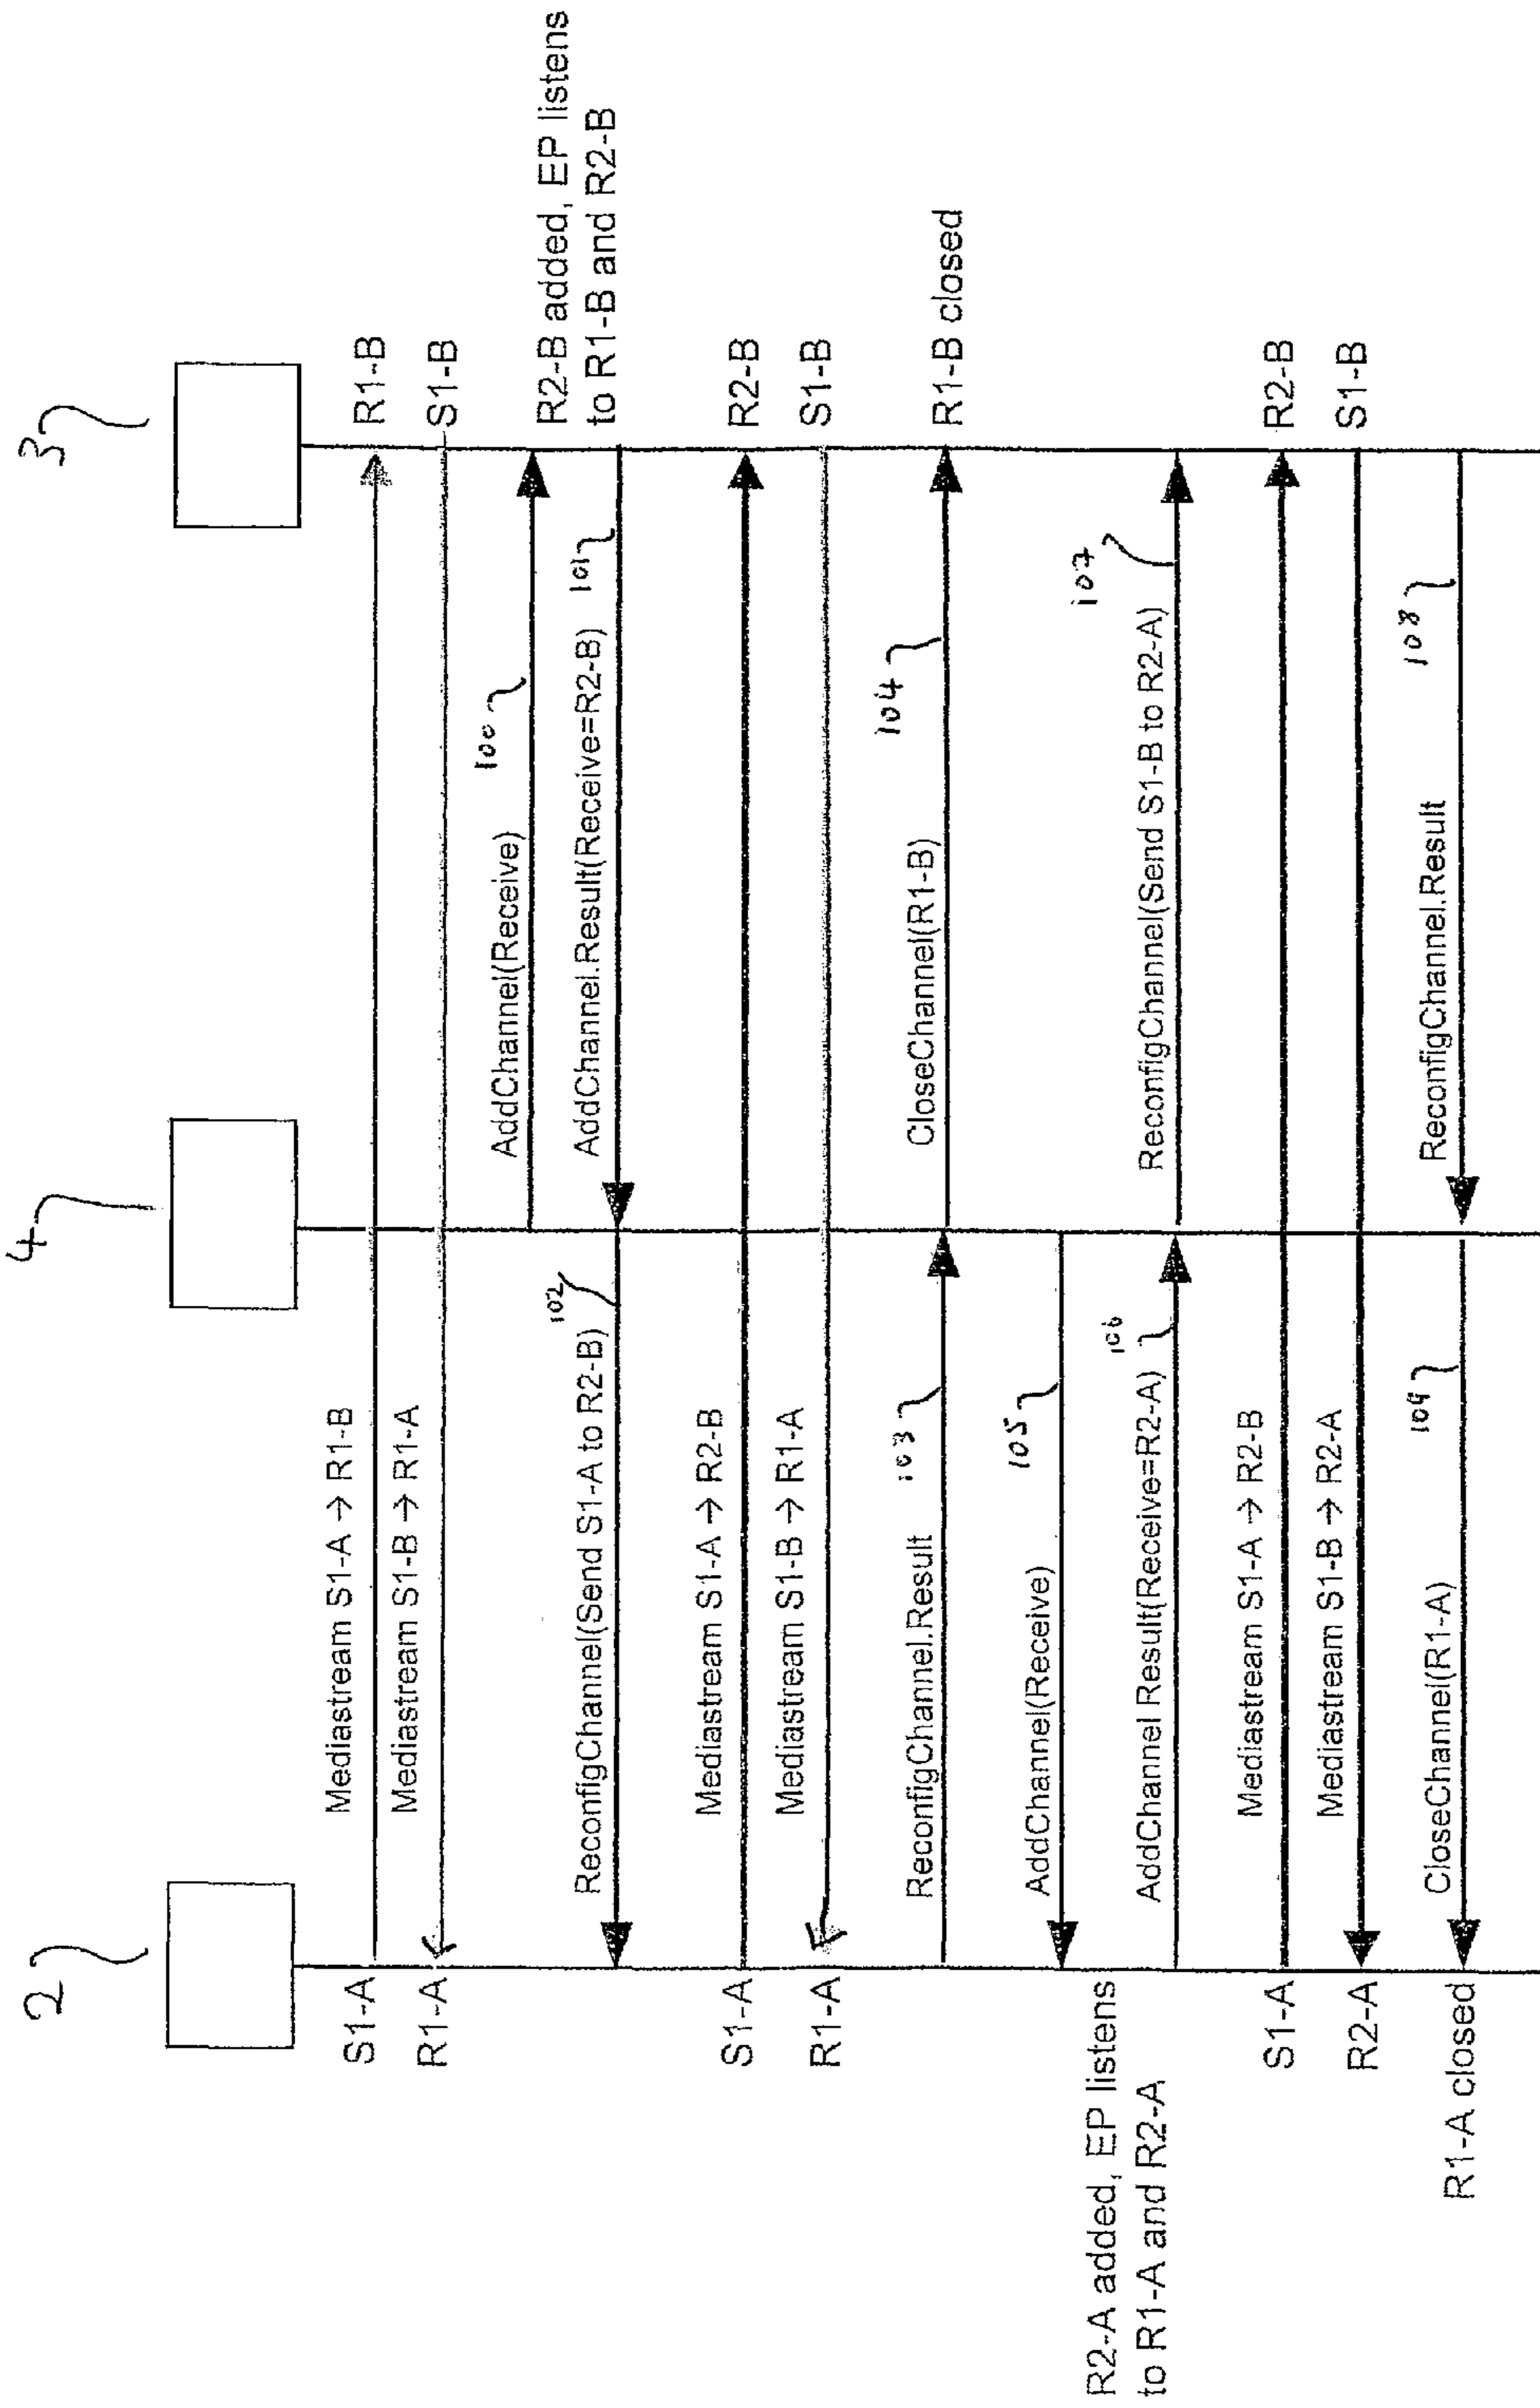 2
4
3
S1-A
Mediastream S1-A → R1-B
R1-B
R1-A
Mediastream S1-B → R1-A
S1-B
AddChannel(Receive)
100
R2-B added, EP listens
to R1-B and R2-B
ReconfigChannel(Send S1-A to R2-B)
102
AddChannel.Result(Receive=R2-B)
101
S1-A
Mediastream S1-A → R2-B
R2-B
R1-A
Mediastream S1-B → R1-A
S1-B
ReconfigChannel.Result
103
CloseChannel(R1-B)
104
R1-B closed
AddChannel(Receive)
105
R2-A added, EP listens
to R1-A and R2-A
AddChannel Result(Receive=R2-A)
106
ReconfigChannel(Send S1-B to R2-A)
107
S1-A
Mediastream S1-A → R2-B
R2-B
R2-A
Mediastream S1-B → R2-A
S1-B
R1-A closed
CloseChannel(R1-A)
109
ReconfigChannel.Result
108